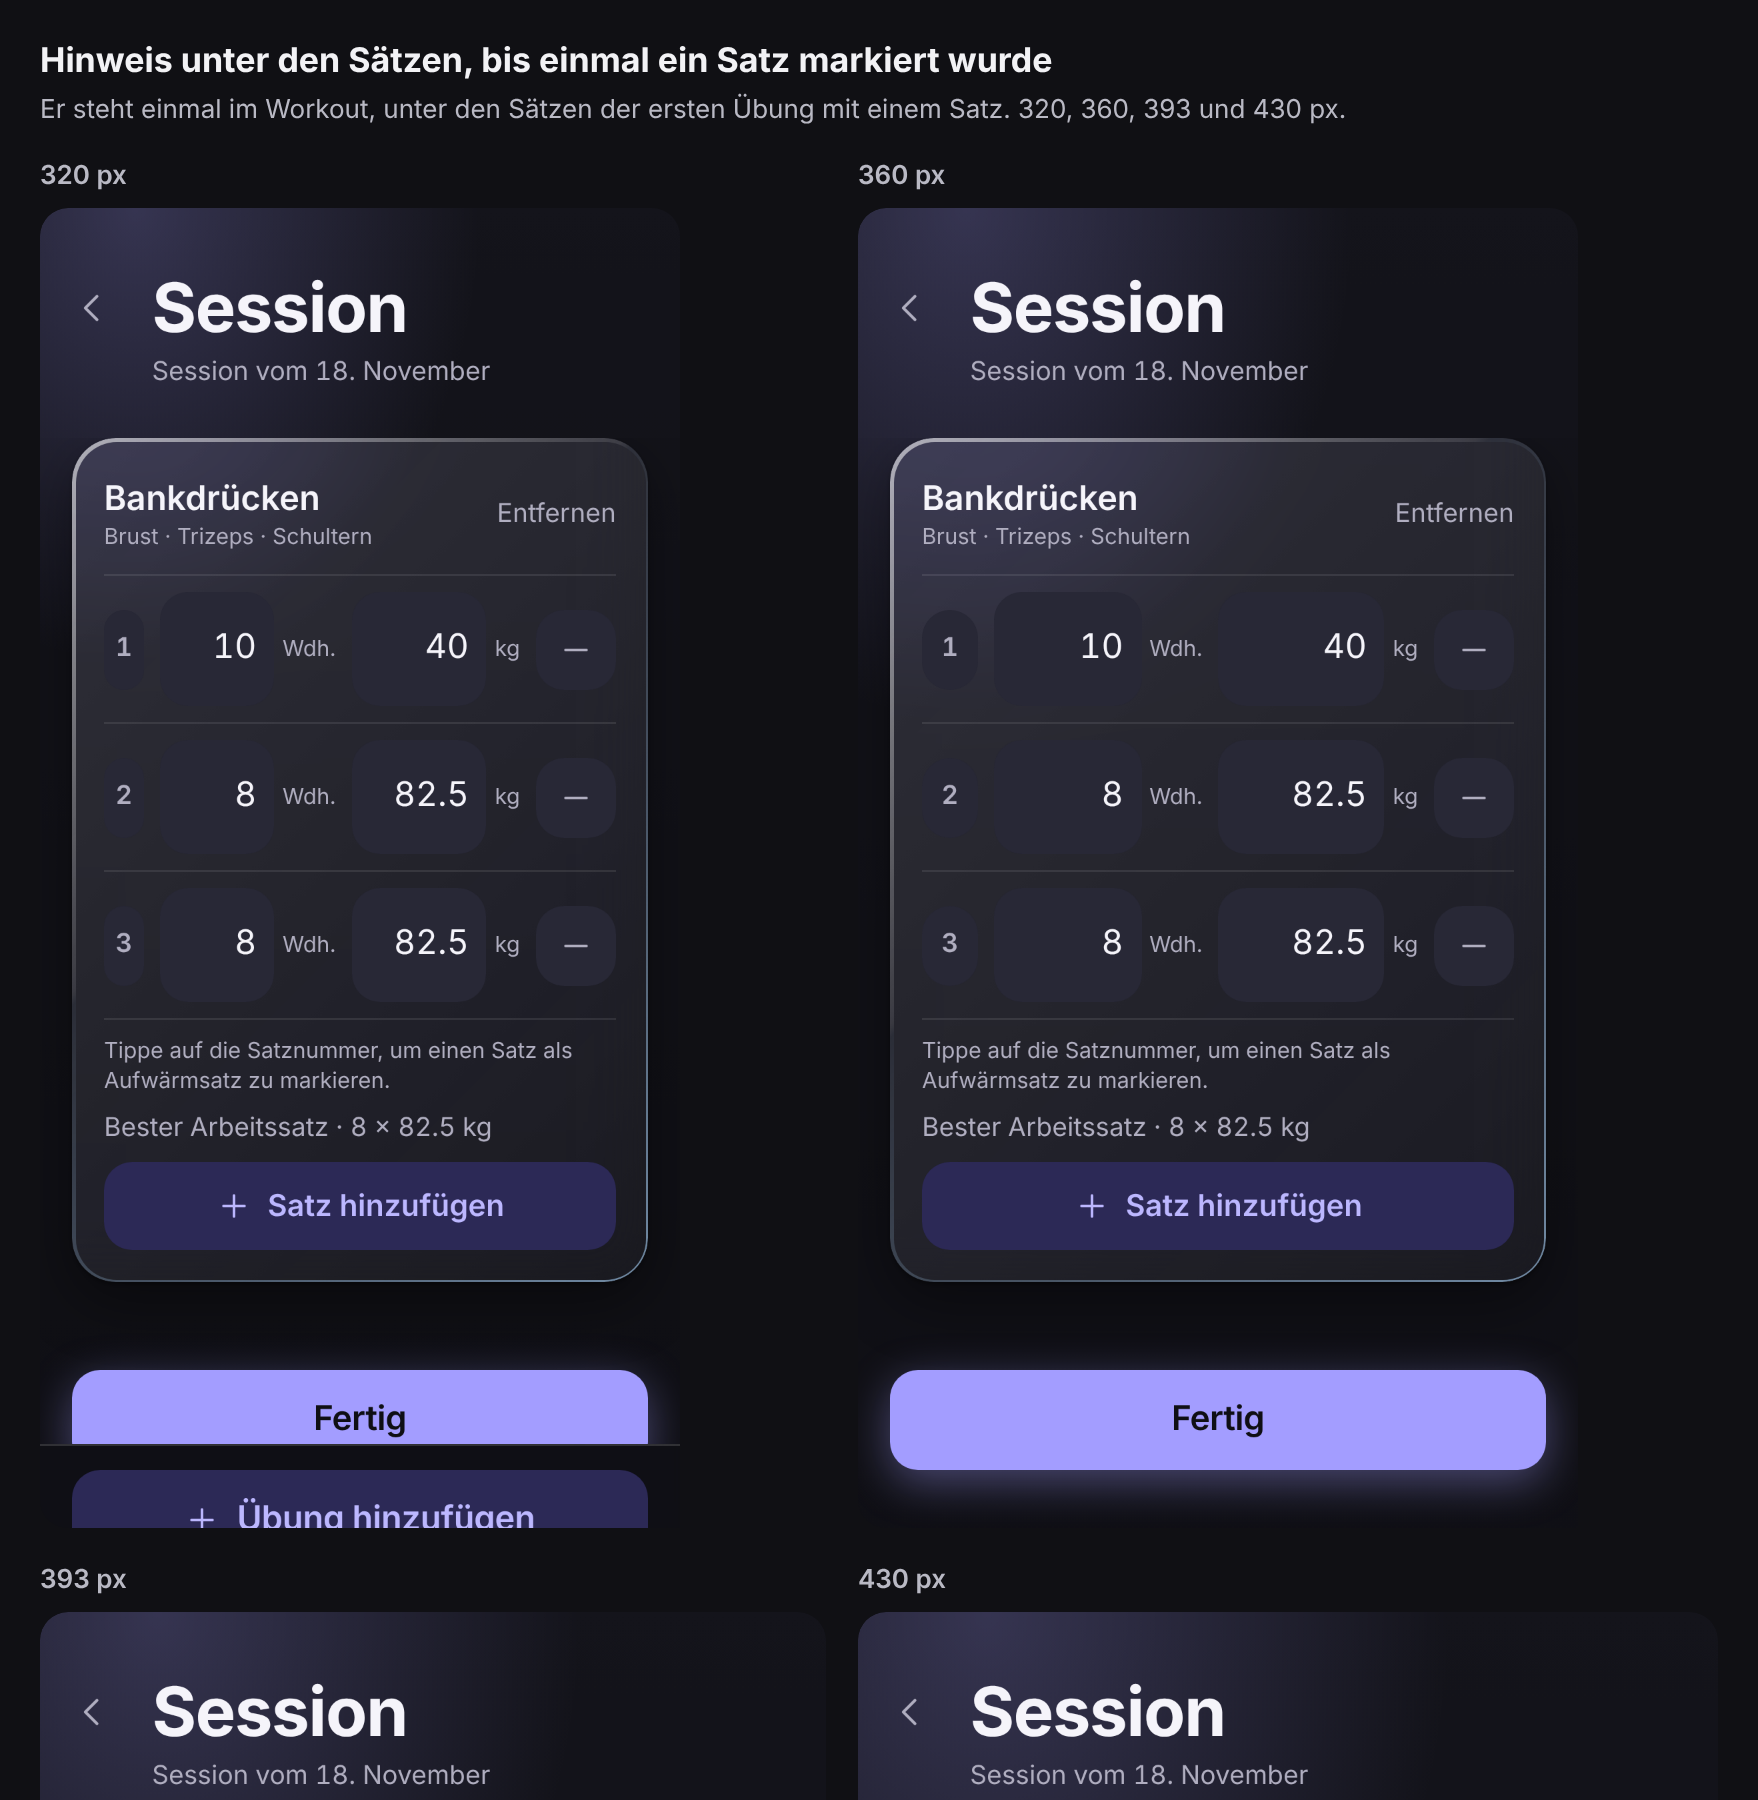 Hinweis unter den Sätzen, bis einmal ein Satz markiert wurde
Er steht einmal im Workout, unter den Sätzen der ersten Übung mit einem Satz. 320, 360, 393 und 430 px.
320 px
Session
Session vom 18. November
Bankdrücken
Entfernen
Brust · Trizeps · Schultern
1 10 Wdh. 40 kg —
2 8 Wdh. 82.5 kg —
3 8 Wdh. 82.5 kg —
Tippe auf die Satznummer, um einen Satz als
Aufwärmsatz zu markieren.
Bester Arbeitssatz · 8 × 82.5 kg
+ Satz hinzufügen
Fertig
+ Übung hinzufügen
360 px
Session
Session vom 18. November
Bankdrücken
Entfernen
Brust · Trizeps · Schultern
1 10 Wdh. 40 kg —
2 8 Wdh. 82.5 kg —
3 8 Wdh. 82.5 kg —
Tippe auf die Satznummer, um einen Satz als
Aufwärmsatz zu markieren.
Bester Arbeitssatz · 8 × 82.5 kg
+ Satz hinzufügen
Fertig
393 px
Session
Session vom 18. November
430 px
Session
Session vom 18. November